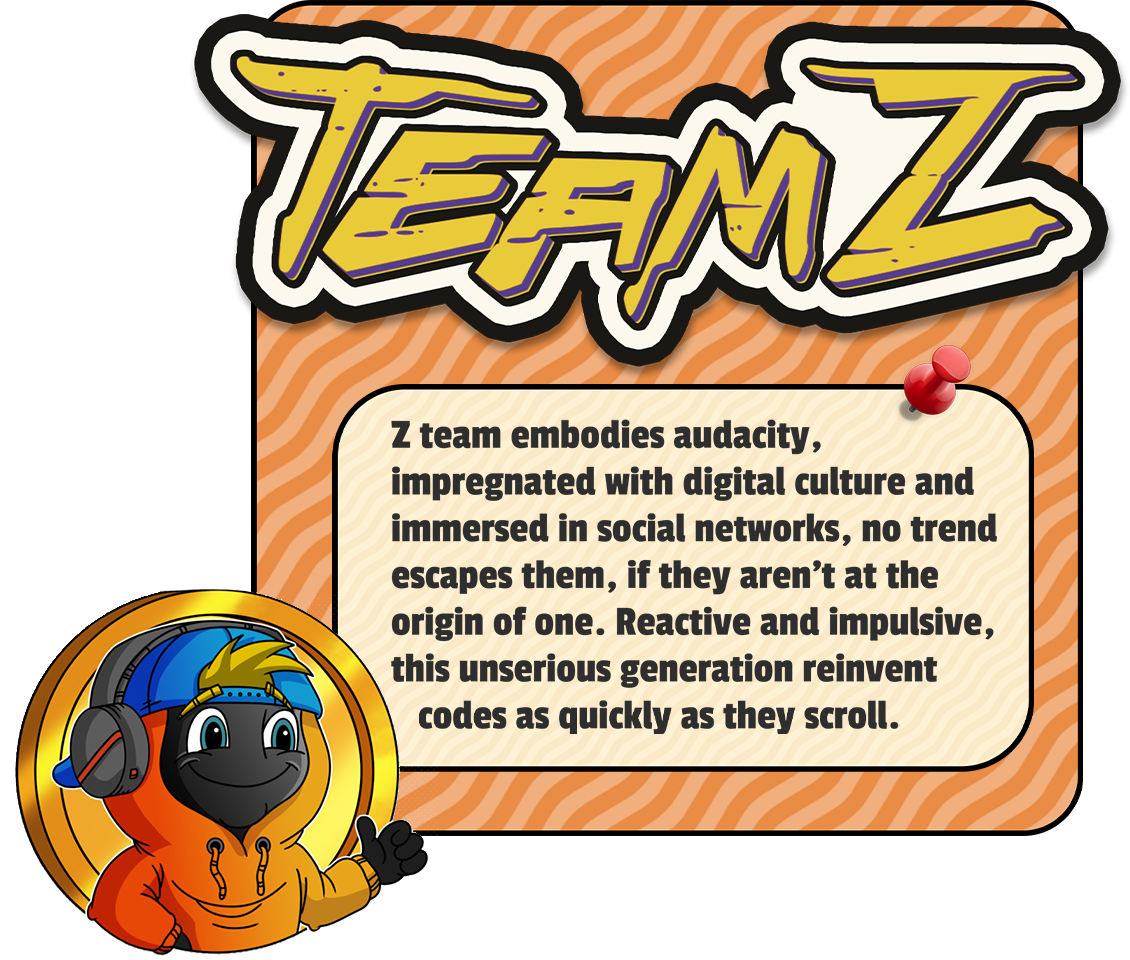 TEAM Z
Z team embodies audacity,
impregnated with digital culture and
immersed in social networks, no trend
escapes them, if they aren’t at the
origin of one. Reactive and impulsive,
this unserious generation reinvent
codes as quickly as they scroll.